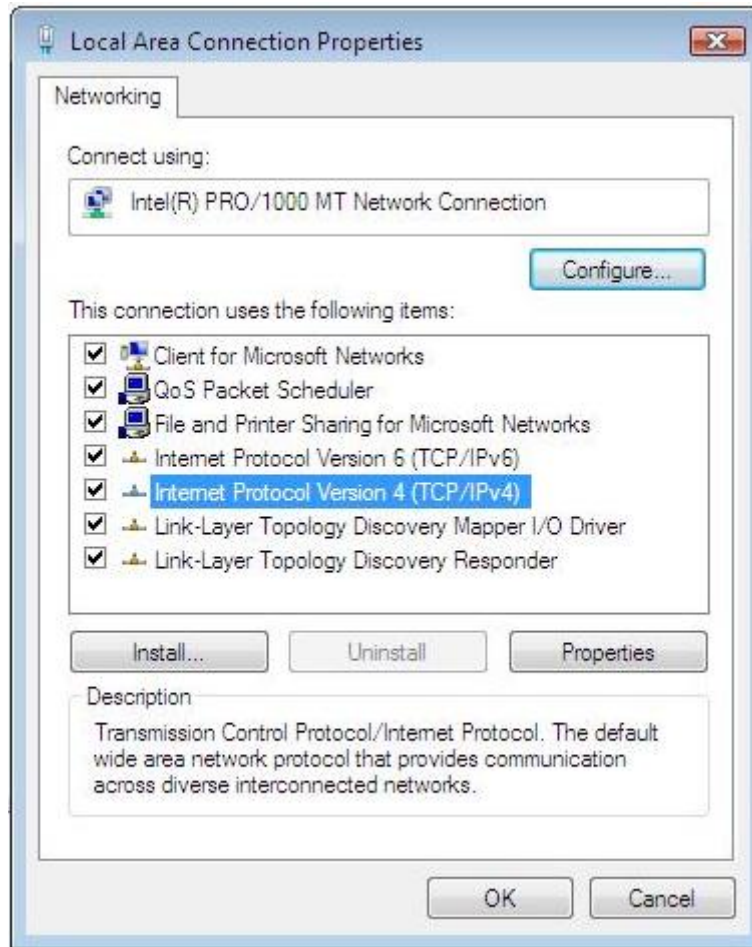 Local Area Connection Properties
Networking
Connect using:
Intel(R) PRO/1000 MT Network Connection
Configure...
This connection uses the following items:
Client for Microsoft Networks
QoS Packet Scheduler
File and Printer Sharing for Microsoft Networks
Internet Protocol Version 6 (TCP/IPv6)
Internet Protocol Version 4 (TCP/IPv4)
Link-Layer Topology Discovery Mapper I/O Driver
Link-Layer Topology Discovery Responder
Install... Uninstall Properties
Description
Transmission Control Protocol/Internet Protocol. The default
wide area network protocol that provides communication
across diverse interconnected networks.
OK Cancel